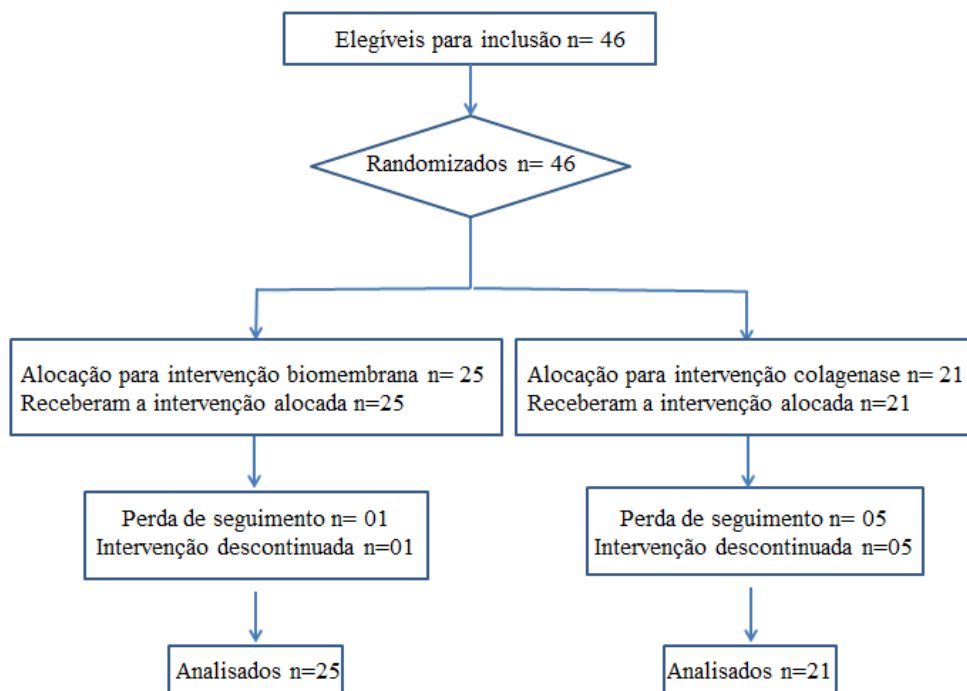 Elegíveis para inclusão n= 46
Randomizados n= 46
Alocação para intervenção biomembrana n= 25
Receberam a intervenção alocada n=25
Alocação para intervenção colagenase n= 21
Receberam a intervenção alocada n=21
Perda de seguimento n= 01
Intervenção descontinuada n=01
Perda de seguimento n= 05
Intervenção descontinuada n=05
Analisados n=25
Analisados n=21